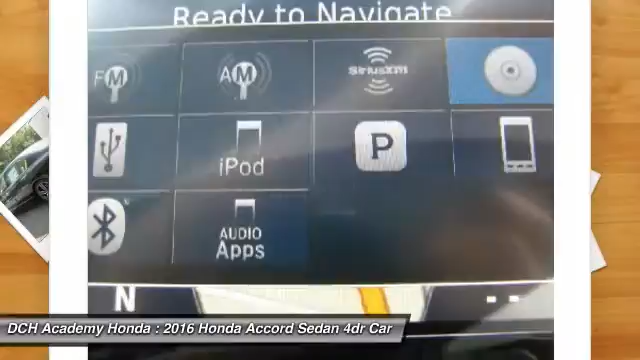 Ready to Navigate
FM
AM
SiriusXM
iPod
P
AUDIO
Apps
N
DCH Academy Honda : 2016 Honda Accord Sedan 4dr Car